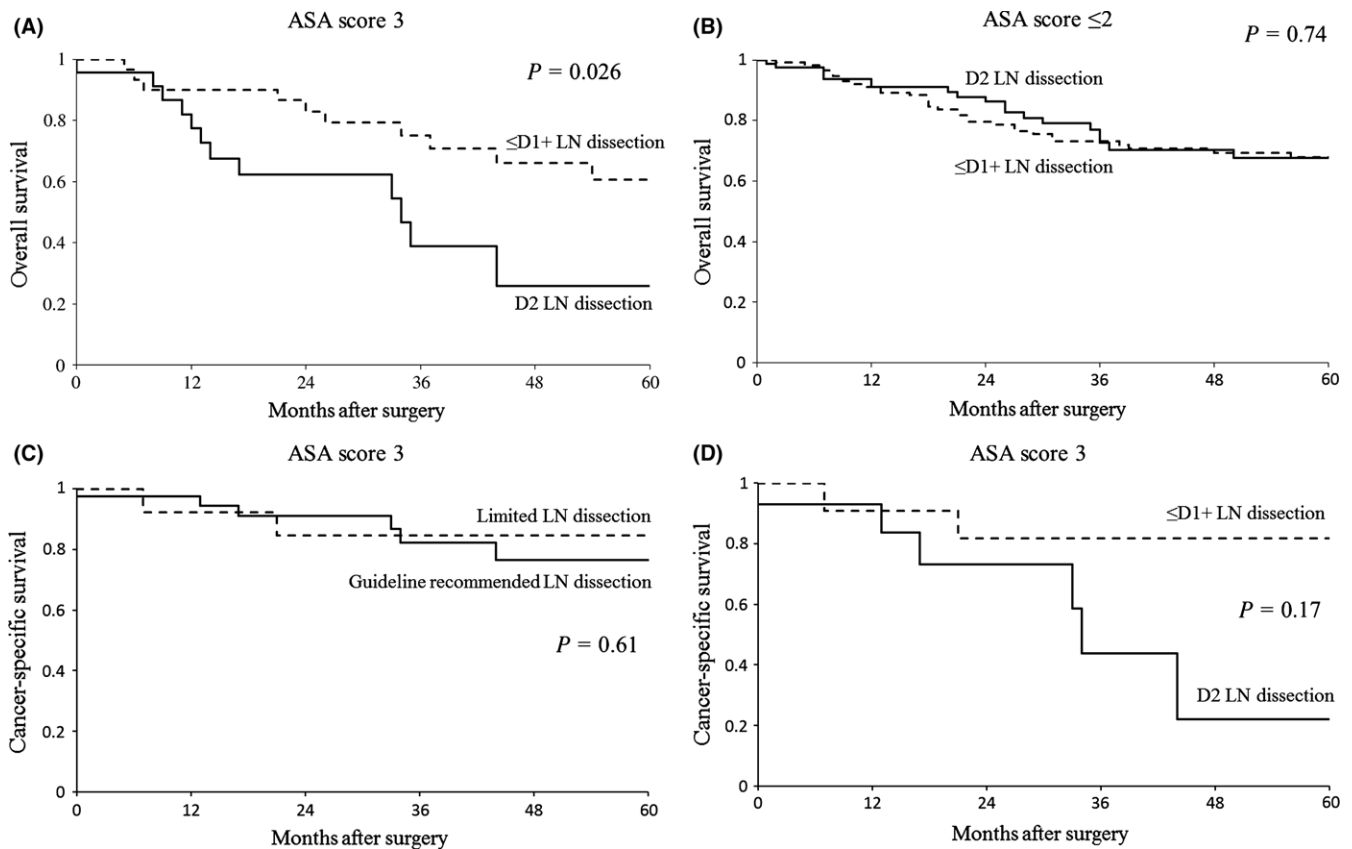 (A)
ASA score 3
P = 0.026
Overall survival
1
0.8
0.6
0.4
0.2
0
≤D1+ LN dissection
D2 LN dissection
0 12 24 36 48 60
Months after surgery
(B)
ASA score ≤2
P = 0.74
Overall survival
1
0.8
0.6
0.4
0.2
0
D2 LN dissection
≤D1+ LN dissection
0 12 24 36 48 60
Months after surgery
(C)
ASA score 3
Cancer-specific survival
1
0.8
0.6
0.4
0.2
0
Limited LN dissection
Guideline recommended LN dissection
P = 0.61
0 12 24 36 48 60
Months after surgery
(D)
ASA score 3
Cancer-specific survival
1
0.8
0.6
0.4
0.2
0
≤D1+ LN dissection
P = 0.17
D2 LN dissection
0 12 24 36 48 60
Months after surgery